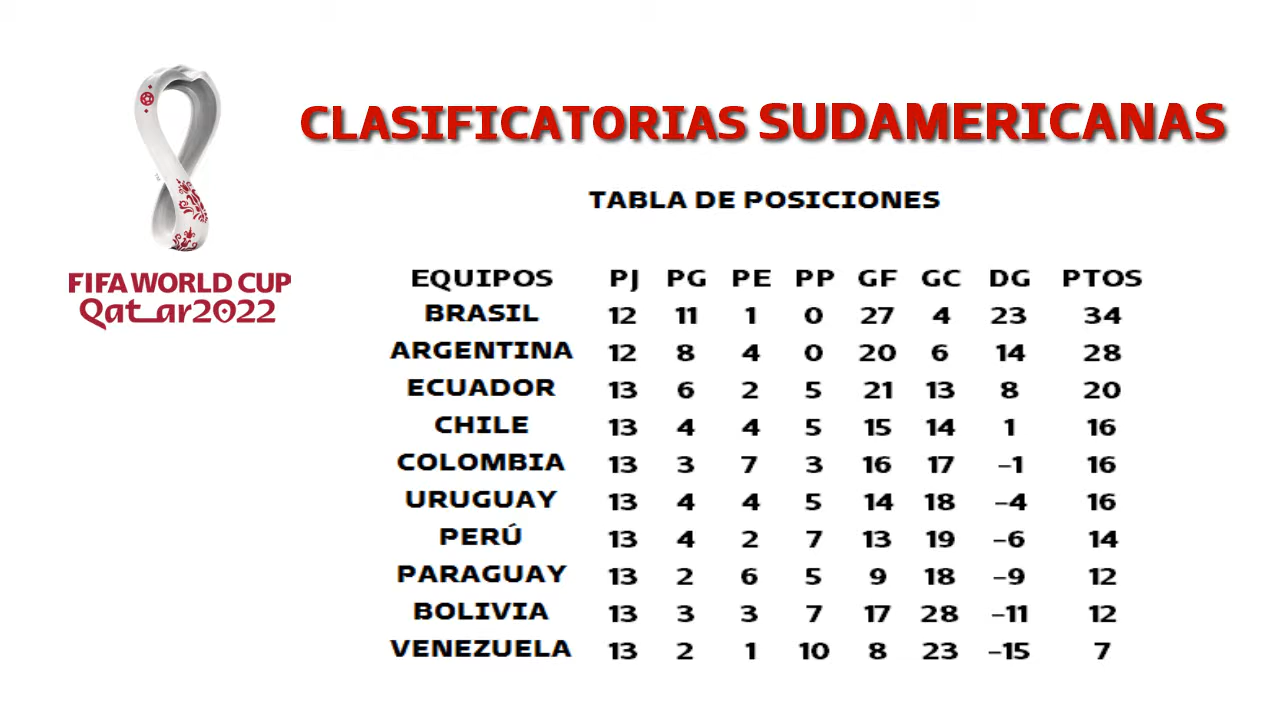 CLASIFICATORIAS SUDAMERICANAS
TABLA DE POSICIONES
FIFA WORLD CUP
Qatar2022
EQUIPOS PJ PG PE PP GF GC DG PTOS
BRASIL 12 11 1 0 27 4 23 34
ARGENTINA 12 8 4 0 20 6 14 28
ECUADOR 13 6 2 5 21 13 8 20
CHILE 13 4 4 5 15 14 1 16
COLOMBIA 13 3 7 3 16 17 -1 16
URUGUAY 13 4 4 5 14 18 -4 16
PERÚ 13 4 2 7 13 19 -6 14
PARAGUAY 13 2 6 5 9 18 -9 12
BOLIVIA 13 3 3 7 17 28 -11 12
VENEZUELA 13 2 1 10 8 23 -15 7